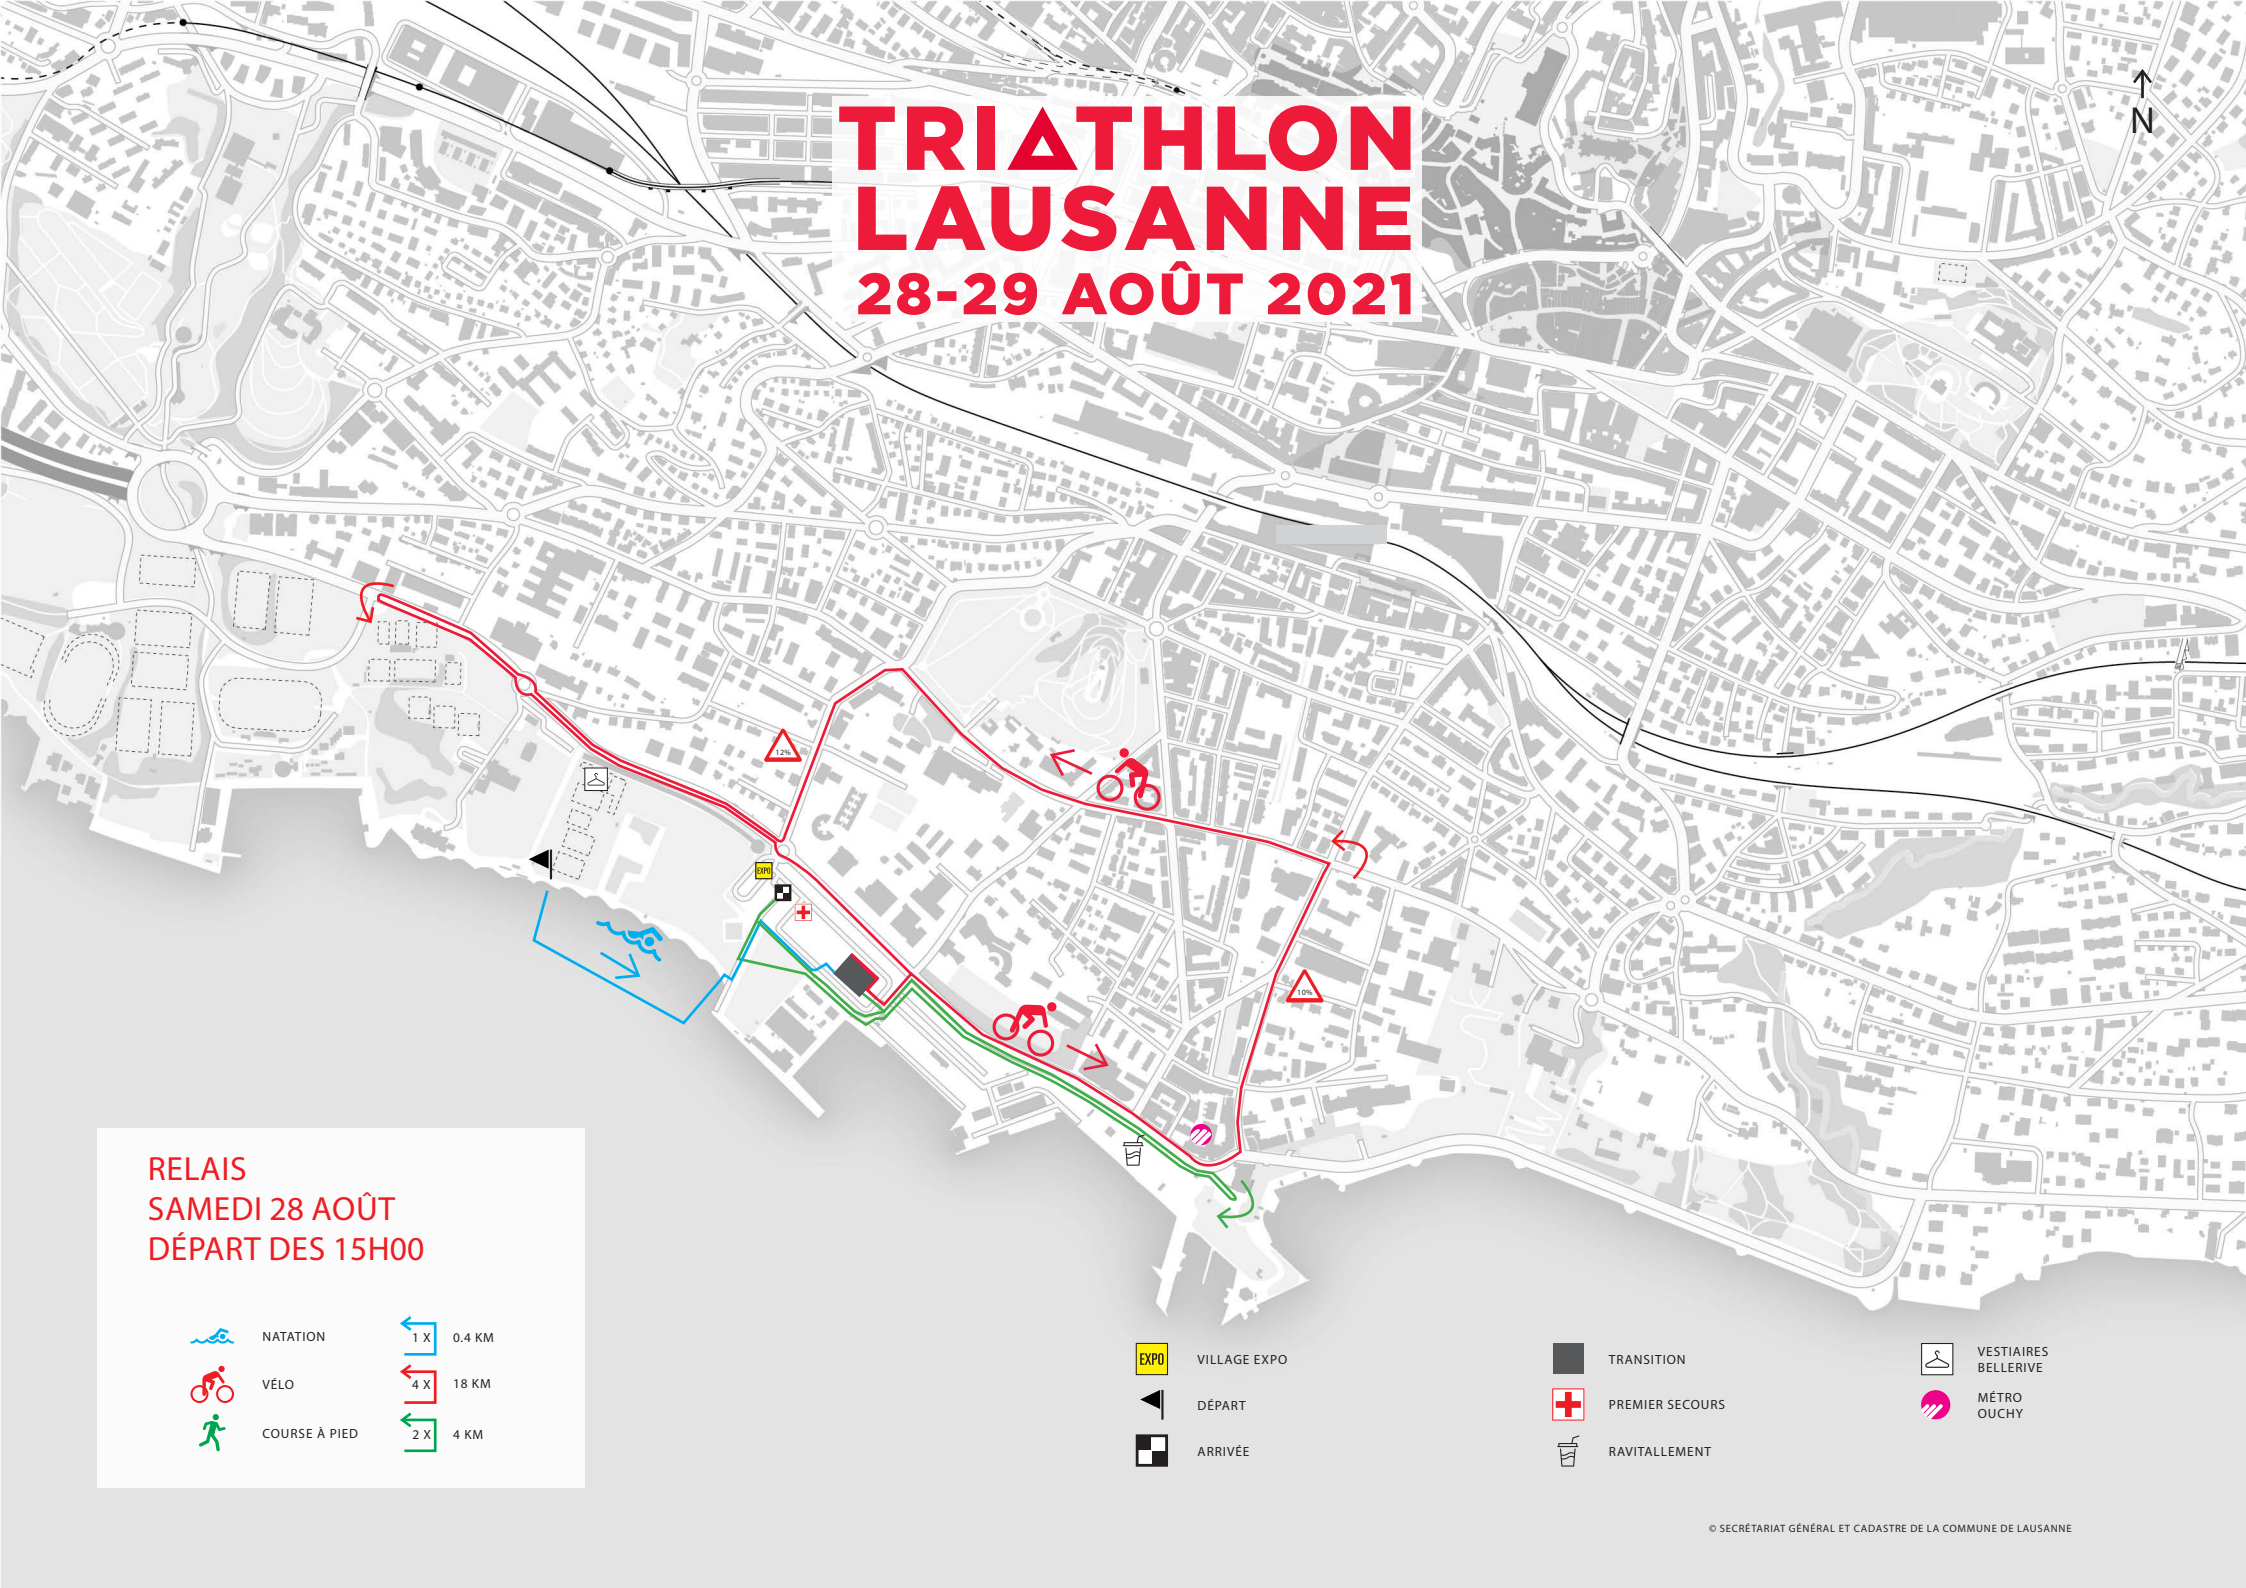 N
TRIATHLON
LAUSANNE
28-29 AOÛT 2021
12%
EXPO
10%
RELAIS
SAMEDI 28 AOÛT
DÉPART DES 15H00
NATATION 1 X 0.4 KM
VÉLO 4 X 18 KM
COURSE À PIED 2 X 4 KM
EXPO VILLAGE EXPO
DÉPART
ARRIVÉE
TRANSITION
PREMIER SECOURS
RAVITALLEMENT
VESTIAIRES
BELLERIVE
MÉTRO
OUCHY
© SECRÉTARIAT GÉNÉRAL ET CADASTRE DE LA COMMUNE DE LAUSANNE